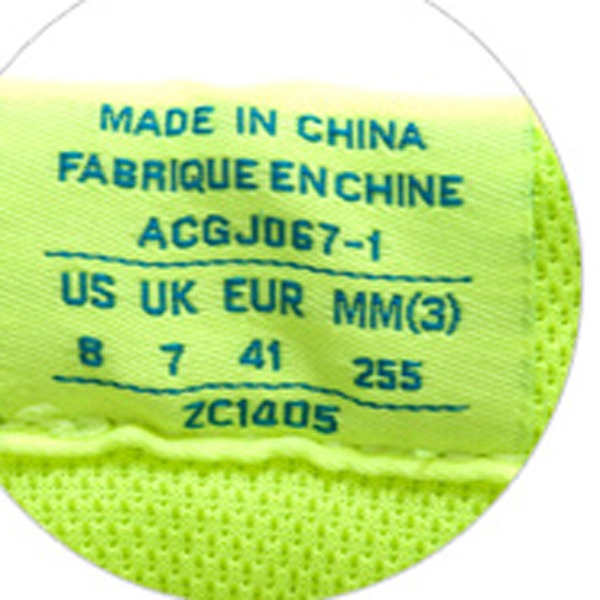 MADE IN CHINA
FABRIQUE EN CHINE
ACGJ067-1
US UK EUR MM(3)
8 7 41 255
ZC1405